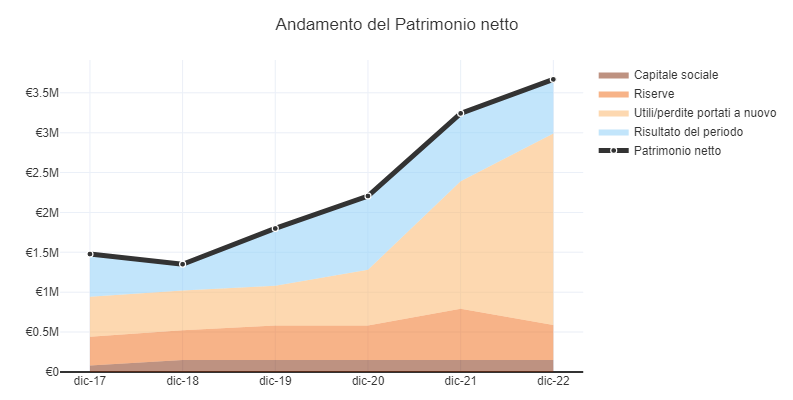 Andamento del Patrimonio netto
€3.5M
€3M
€2.5M
€2M
€1.5M
€1M
€0.5M
€0
dic-17 dic-18 dic-19 dic-20 dic-21 dic-22
Capitale sociale
Riserve
Utili/perdite portati a nuovo
Risultato del periodo
Patrimonio netto